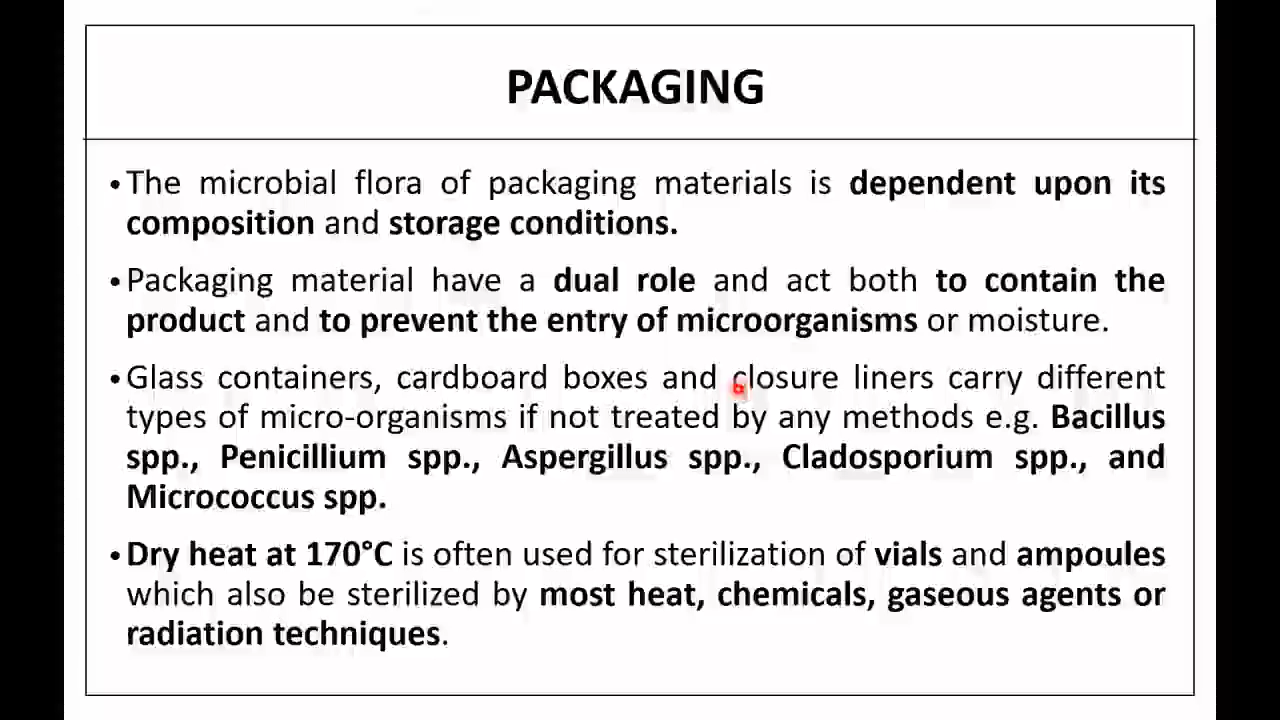 PACKAGING
•The microbial flora of packaging materials is dependent upon its
composition and storage conditions.
•Packaging material have a dual role and act both to contain the
product and to prevent the entry of microorganisms or moisture.
•Glass containers, cardboard boxes and closure liners carry different
types of micro-organisms if not treated by any methods e.g. Bacillus
spp., Penicillium spp., Aspergillus spp., Cladosporium spp., and
Micrococcus spp.
•Dry heat at 170°C is often used for sterilization of vials and ampoules
which also be sterilized by most heat, chemicals, gaseous agents or
radiation techniques.